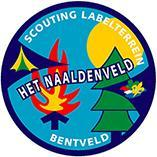 SCOUTING LABELTERREIN
HET NAALDENVELD
BENTVELD